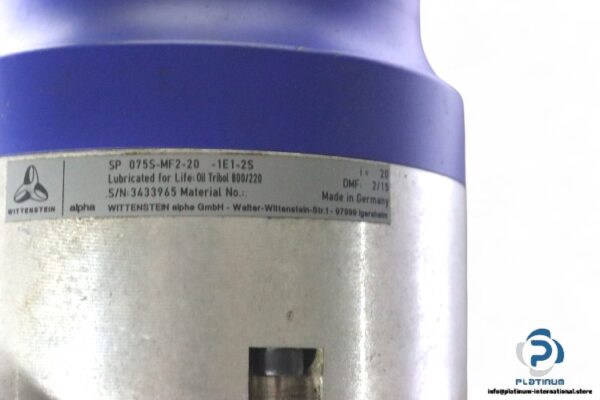 SP 075S-MF2-20 -1E1-2S
i = 20
Lubricated for Life: Oil Tribol 800/220
DMF: 2/15
S/N: 3433965 Material No.:
Made in Germany
WITTENSTEIN
alpha
WITTENSTEIN alpha GmbH - Walter-Wittenstein-Str.1 - 97999 Igersheim
PLATINUM
info@platinum-international.store